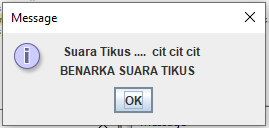 Message
Suara Tikus .... cit cit cit
BENARKA SUARA TIKUS
OK